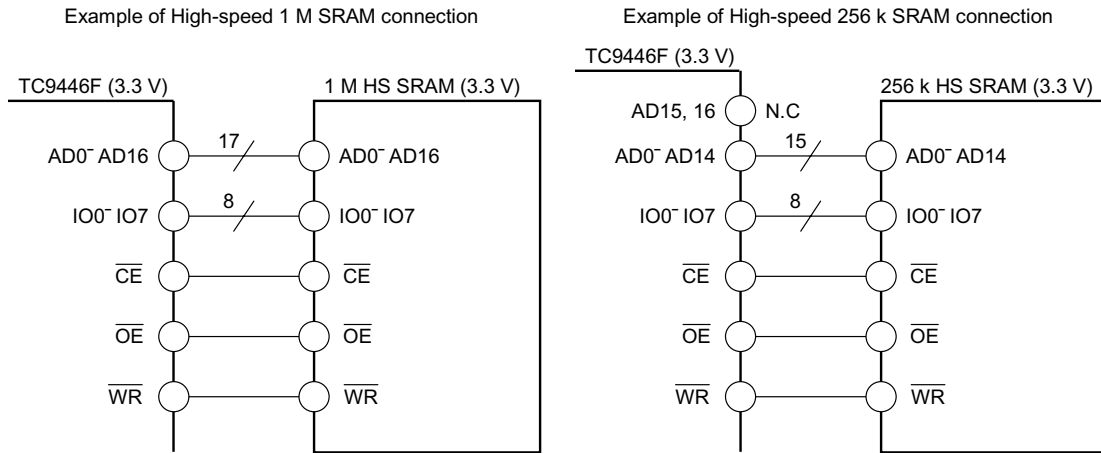 Example of High-speed 1 M SRAM connection
TC9446F (3.3 V)
1 M HS SRAM (3.3 V)
AD0‾ AD16
17
AD0‾ AD16
IO0‾ IO7
8
IO0‾ IO7
CE
CE
OE
OE
WR
WR
Example of High-speed 256 k SRAM connection
TC9446F (3.3 V)
256 k HS SRAM (3.3 V)
AD15, 16
N.C
AD0‾ AD14
15
AD0‾ AD14
IO0‾ IO7
8
IO0‾ IO7
CE
CE
OE
OE
WR
WR